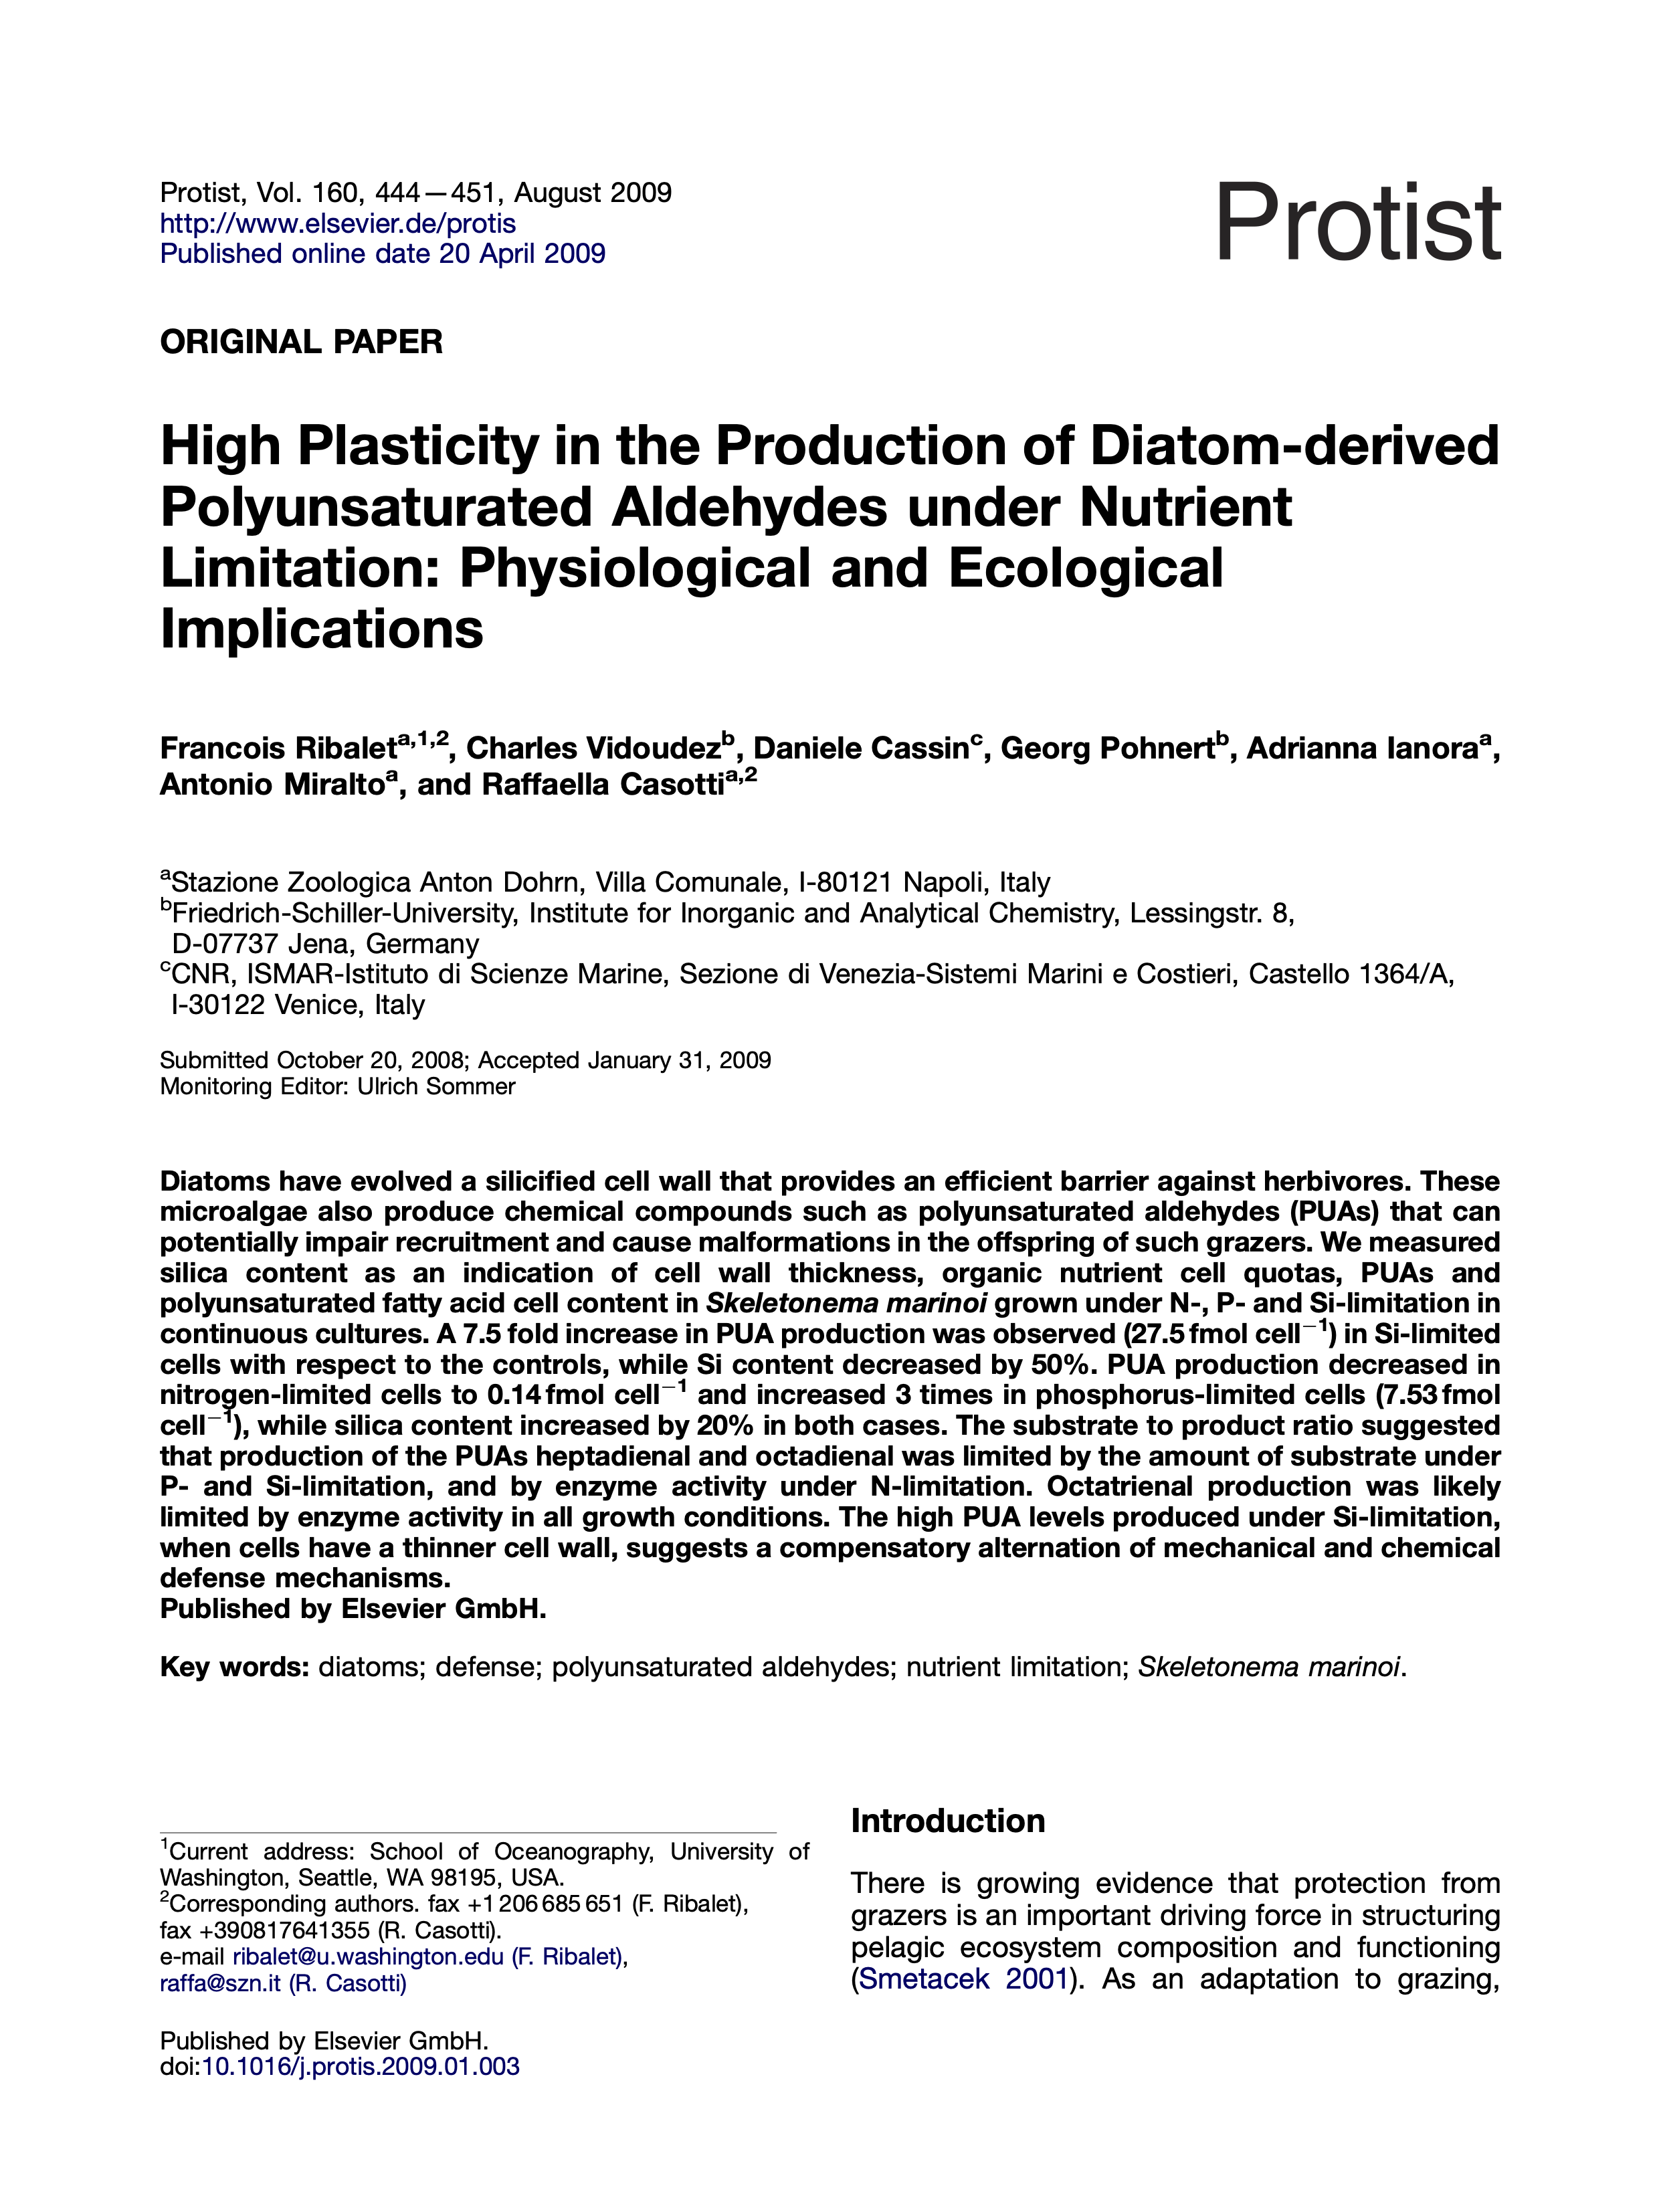 Protist, Vol. 160, 444—451, August 2009
http://www.elsevier.de/protis
Published online date 20 April 2009
Protist
ORIGINAL PAPER
High Plasticity in the Production of Diatom-derived
Polyunsaturated Aldehydes under Nutrient
Limitation: Physiological and Ecological
Implications
Francois Ribalet^a,1,2, Charles Vidoudez^b, Daniele Cassin^c, Georg Pohnert^b, Adrianna Ianora^a,
Antonio Miralto^a, and Raffaella Casotti^a,2
^aStazione Zoologica Anton Dohrn, Villa Comunale, I-80121 Napoli, Italy
^bFriedrich-Schiller-University, Institute for Inorganic and Analytical Chemistry, Lessingstr. 8,
D-07737 Jena, Germany
^cCNR, ISMAR-Istituto di Scienze Marine, Sezione di Venezia-Sistemi Marini e Costieri, Castello 1364/A,
I-30122 Venice, Italy
Submitted October 20, 2008; Accepted January 31, 2009
Monitoring Editor: Ulrich Sommer
Diatoms have evolved a silicified cell wall that provides an efficient barrier against herbivores. These
microalgae also produce chemical compounds such as polyunsaturated aldehydes (PUAs) that can
potentially impair recruitment and cause malformations in the offspring of such grazers. We measured
silica content as an indication of cell wall thickness, organic nutrient cell quotas, PUAs and
polyunsaturated fatty acid cell content in Skeletonema marinoi grown under N-, P- and Si-limitation in
continuous cultures. A 7.5 fold increase in PUA production was observed (27.5 fmol cell⁻¹) in Si-limited
cells with respect to the controls, while Si content decreased by 50%. PUA production decreased in
nitrogen-limited cells to 0.14 fmol cell⁻¹ and increased 3 times in phosphorus-limited cells (7.53 fmol
cell⁻¹), while silica content increased by 20% in both cases. The substrate to product ratio suggested
that production of the PUAs heptadienal and octadienal was limited by the amount of substrate under
P- and Si-limitation, and by enzyme activity under N-limitation. Octatrienal production was likely
limited by enzyme activity in all growth conditions. The high PUA levels produced under Si-limitation,
when cells have a thinner cell wall, suggests a compensatory alternation of mechanical and chemical
defense mechanisms.
Published by Elsevier GmbH.
Key words: diatoms; defense; polyunsaturated aldehydes; nutrient limitation; Skeletonema marinoi.
¹Current address: School of Oceanography, University of
Washington, Seattle, WA 98195, USA.
²Corresponding authors. fax +1 206 685 651 (F. Ribalet),
fax +390817641355 (R. Casotti).
e-mail ribalet@u.washington.edu (F. Ribalet),
raffa@szn.it (R. Casotti)
Published by Elsevier GmbH.
doi:10.1016/j.protis.2009.01.003
Introduction
There is growing evidence that protection from
grazers is an important driving force in structuring
pelagic ecosystem composition and functioning
(Smetacek 2001). As an adaptation to grazing,